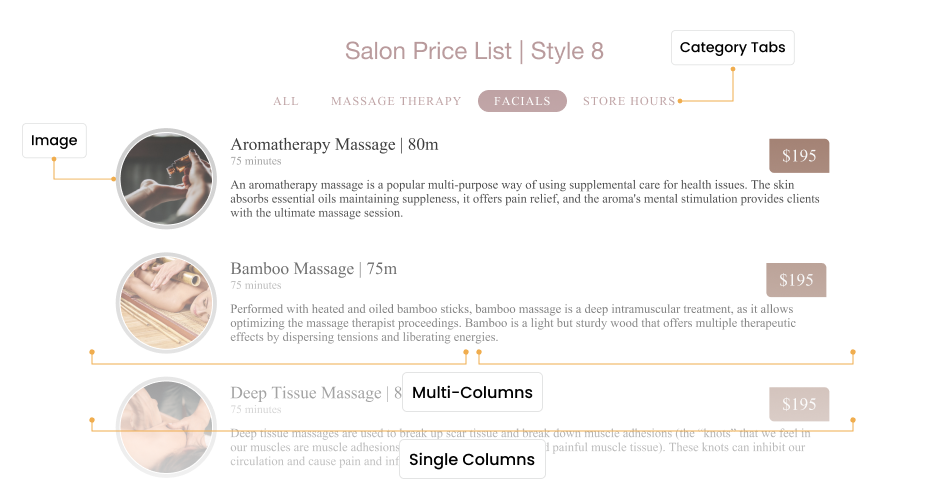 Salon Price List | Style 8
Category Tabs
ALL MASSAGE THERAPY FACIALS STORE HOURS
Image
Aromatherapy Massage | 80m
$195
75 minutes
An aromatherapy massage is a popular multi-purpose way of using supplemental care for health issues. The skin
absorbs essential oils maintaining suppleness, it offers pain relief, and the aroma's mental stimulation provides clients
with the ultimate massage session.
Bamboo Massage | 75m
$195
75 minutes
Performed with heated and oiled bamboo sticks, bamboo massage is a deep intramuscular treatment, as it allows
optimizing the massage therapist proceedings. Bamboo is a light but sturdy wood that offers multiple therapeutic
effects by dispersing tensions and liberating energies.
Deep Tissue Massage | 8
Multi-Columns
$195
75 minutes
Deep tissue massages are used to break up scar tissue and break down muscle adhesions (the “knots” that we feel in
our muscles are muscle adhesions painful muscle tissue). These knots can inhibit our
circulation and cause pain and inf
Single Columns